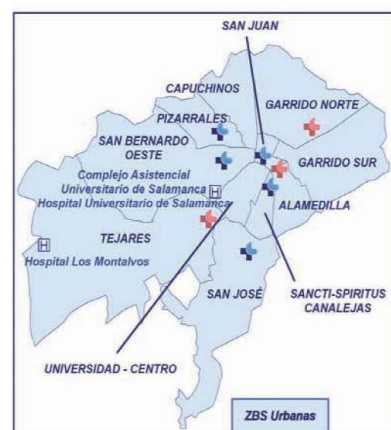 SAN JUAN
CAPUCHINOS
GARRIDO NORTE
PIZARRALES
SAN BERNARDO
OESTE
GARRIDO SUR
Complejo Asistencial
Universitario de Salamanca
Hospital Universitario de Salamanca
ALAMEDILLA
TEJARES
H
H
Hospital Los Montalvos
SAN JOSÉ
SANCTI-SPIRITUS
CANALEJAS
UNIVERSIDAD - CENTRO
ZBS Urbanas